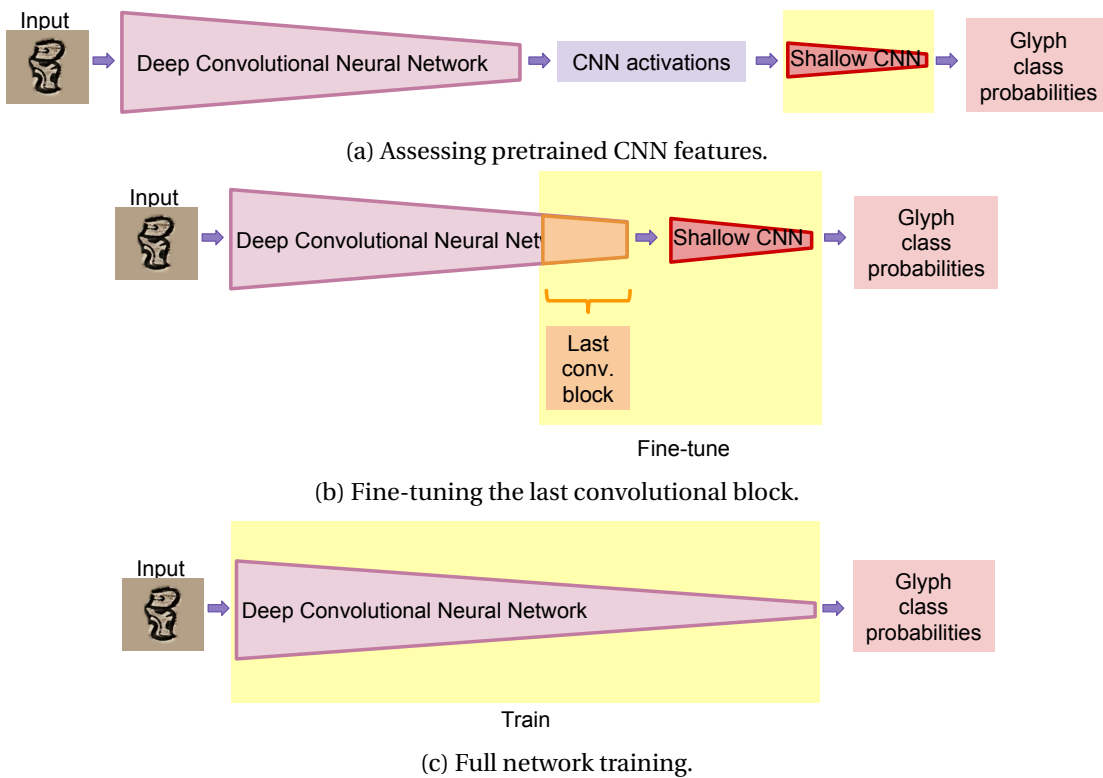 Input
Deep Convolutional Neural Network
CNN activations
Shallow CNN
Glyph
class
probabilities
(a) Assessing pretrained CNN features.
Input
Deep Convolutional Neural Netw
Shallow CNN
Glyph
class
probabilities
Last
conv.
block
Fine-tune
(b) Fine-tuning the last convolutional block.
Input
Deep Convolutional Neural Network
Glyph
class
probabilities
Train
(c) Full network training.